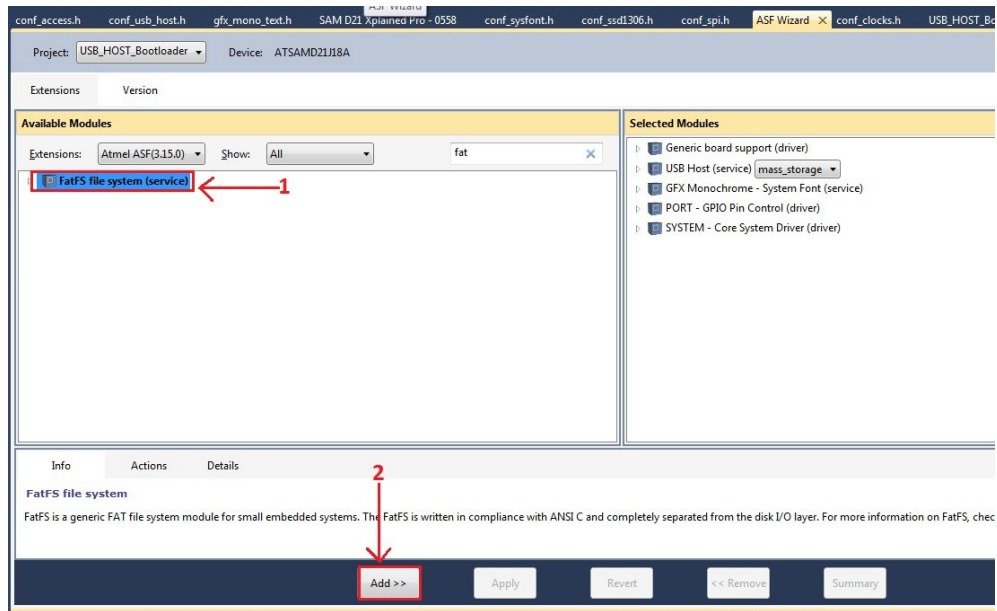 ASF Wizard
conf_access.h conf_usb_host.h gfx_mono_text.h SAM D21 Xplained Pro - 0558 conf_sysfont.h conf_ssd1306.h conf_spi.h ASF Wizard conf_clocks.h USB_HOST_Bo
Project: USB_HOST_Bootloader Device: ATSAMD21J18A
Extensions Version
Available Modules
Extensions: Atmel ASF(3.15.0) Show: All fat
FatFS file system (service)
1
Selected Modules
Generic board support (driver)
USB Host (service) mass_storage
GFX Monochrome - System Font (service)
PORT - GPIO Pin Control (driver)
SYSTEM - Core System Driver (driver)
Info Actions Details
2
FatFS file system
FatFS is a generic FAT file system module for small embedded systems. The FatFS is written in compliance with ANSI C and completely separated from the disk I/O layer. For more information on FatFS, chec
Add >> Apply Revert << Remove Summary